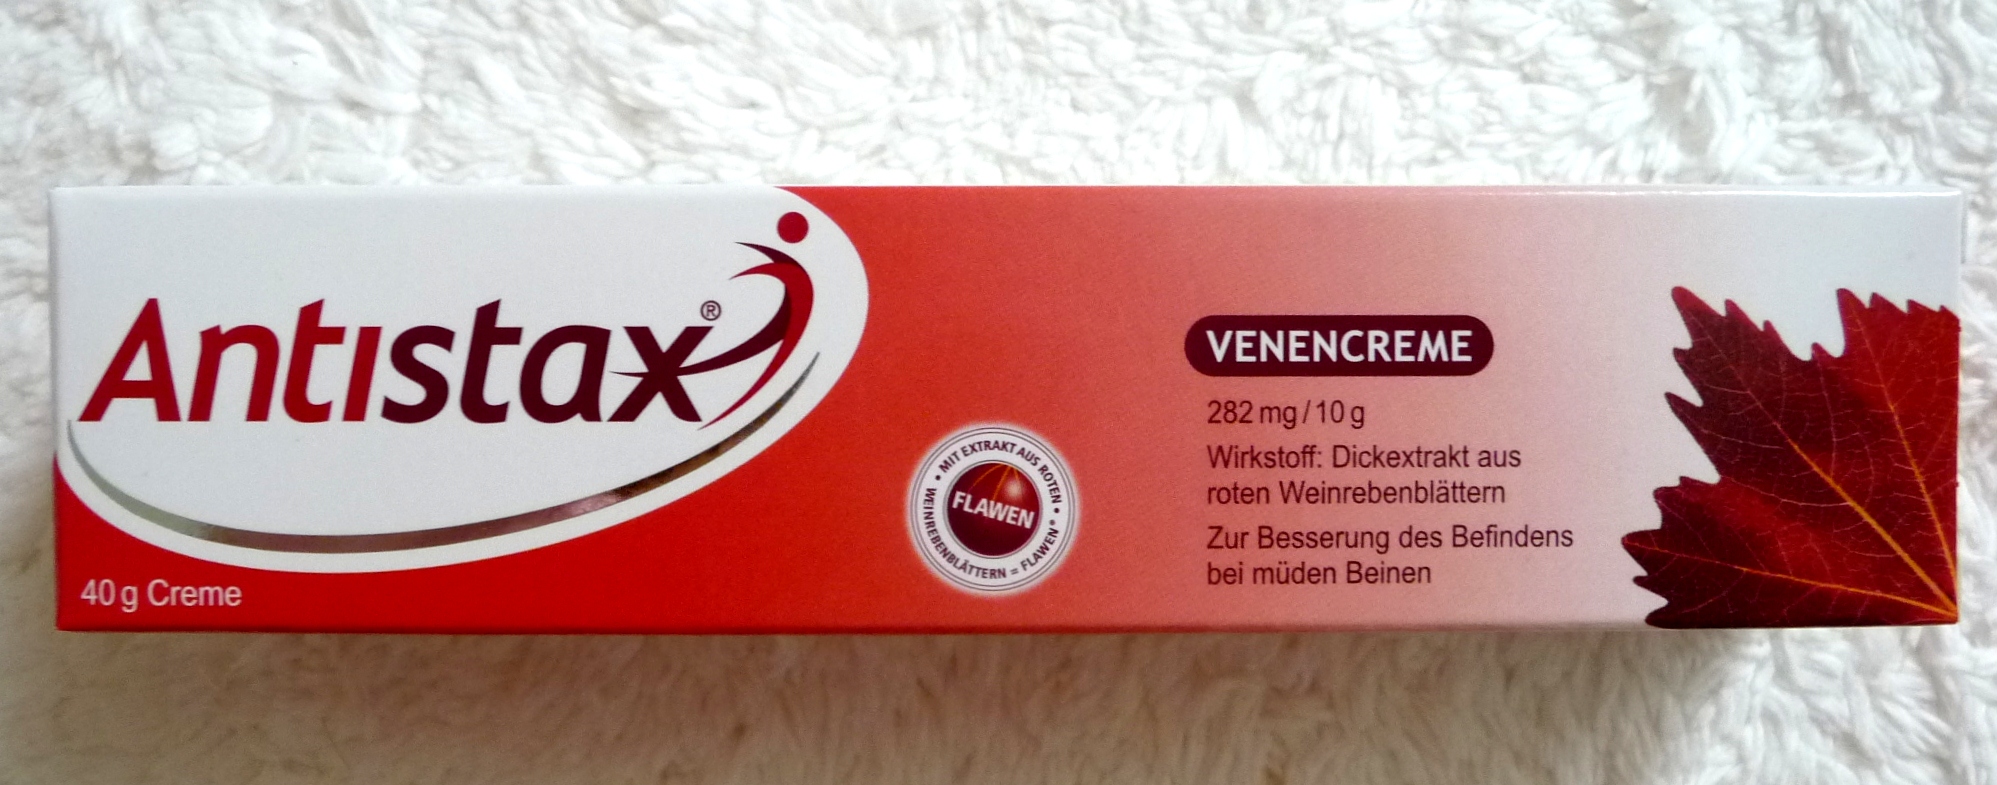 Antistax®
40 g Creme
• MIT EXTRAKT AUS ROTEN •
WEINREBENBLÄTTERN = FLAWEN®
FLAWEN
VENENCREME
282 mg / 10 g
Wirkstoff: Dickextrakt aus
roten Weinrebenblättern
Zur Besserung des Befindens
bei müden Beinen